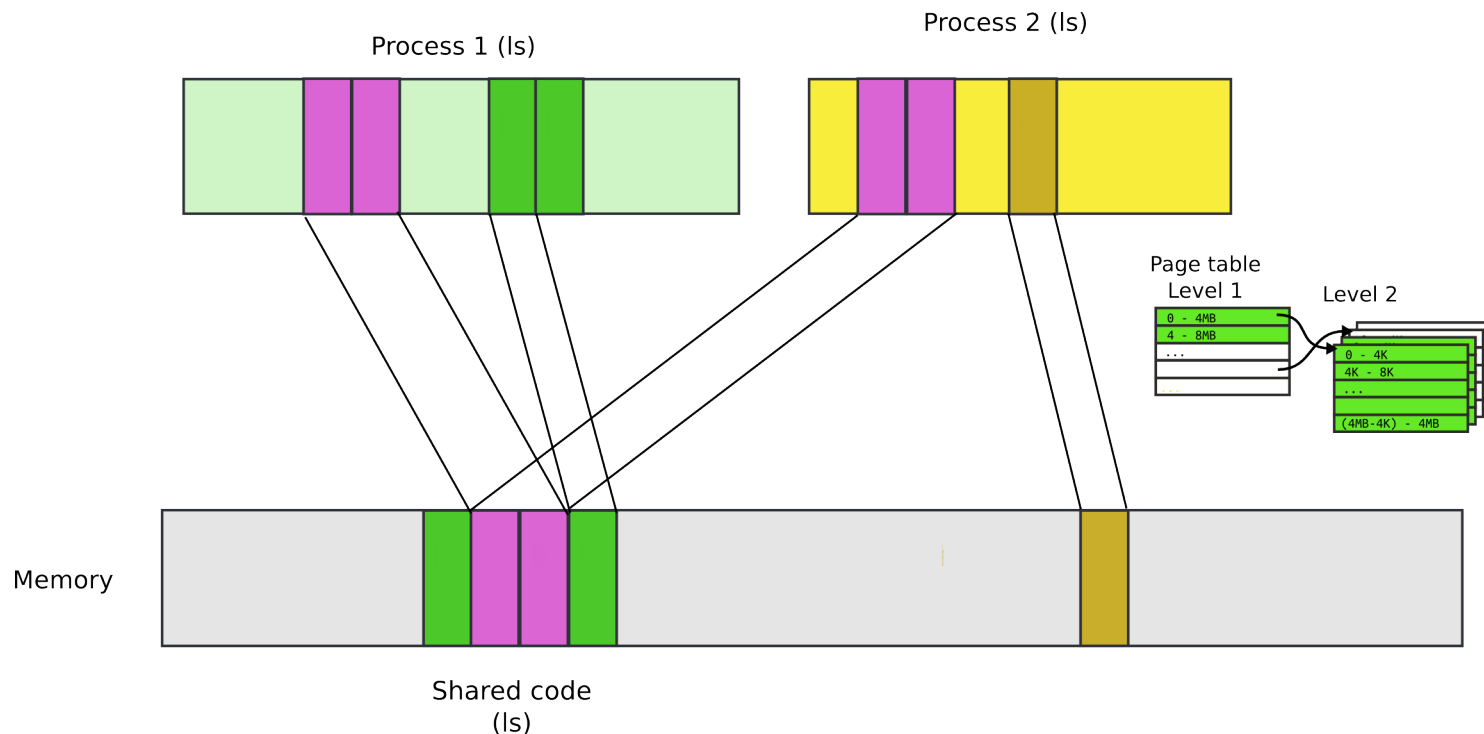 Process 1 (ls)
Process 2 (ls)
Page table
Level 1
Level 2
0 - 4MB
4 - 8MB
...
...
0 - 4K
4K - 8K
...
(4MB-4K) - 4MB
Memory
Shared code
(ls)